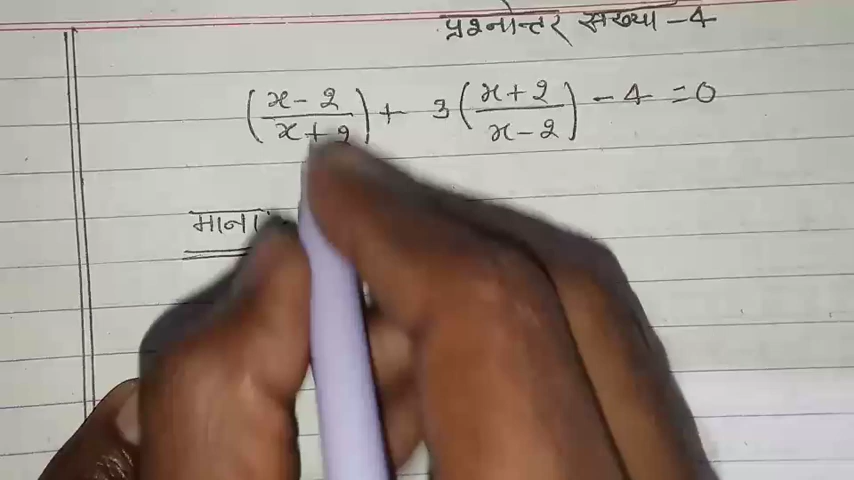 प्रश्नोत्तर संख्या -4
(x-2/x+2) + 3(x+2/x-2) - 4 = 0
माना